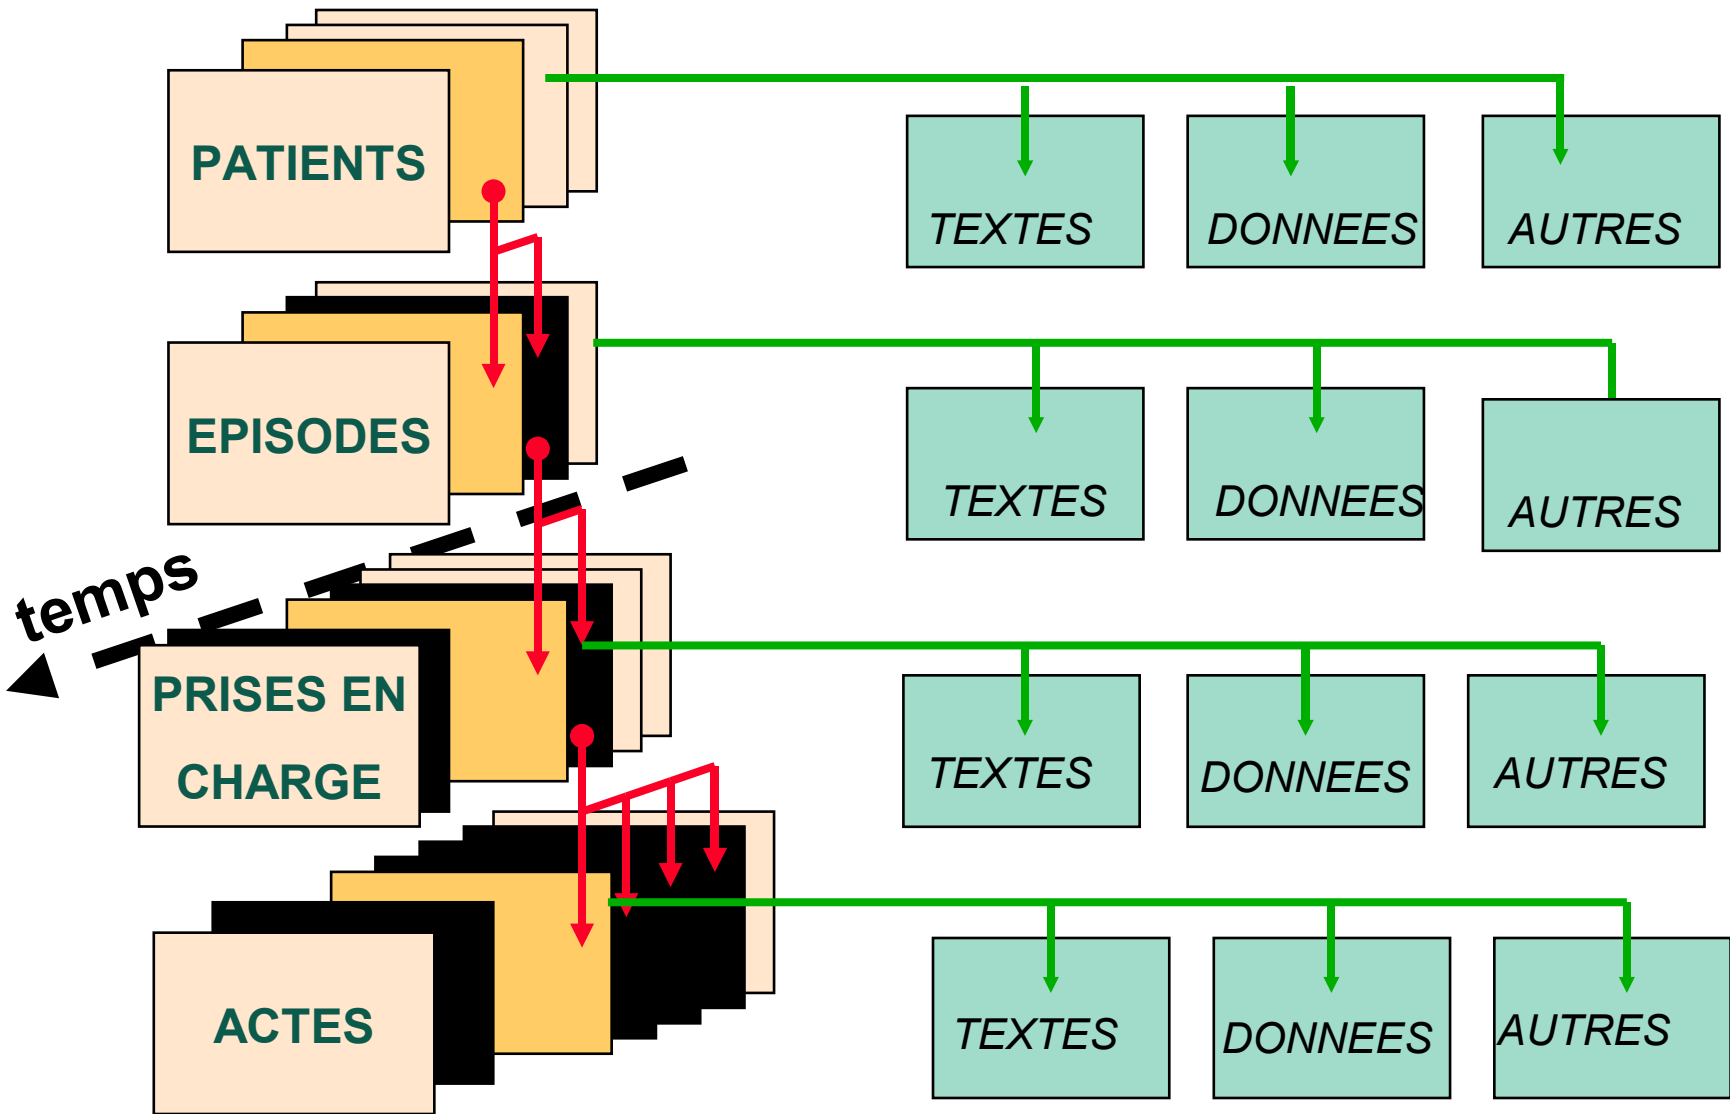 PATIENTS
TEXTES
DONNEES
AUTRES
EPISODES
TEXTES
DONNEES
AUTRES
temps
PRISES EN
CHARGE
TEXTES
DONNEES
AUTRES
ACTES
TEXTES
DONNEES
AUTRES